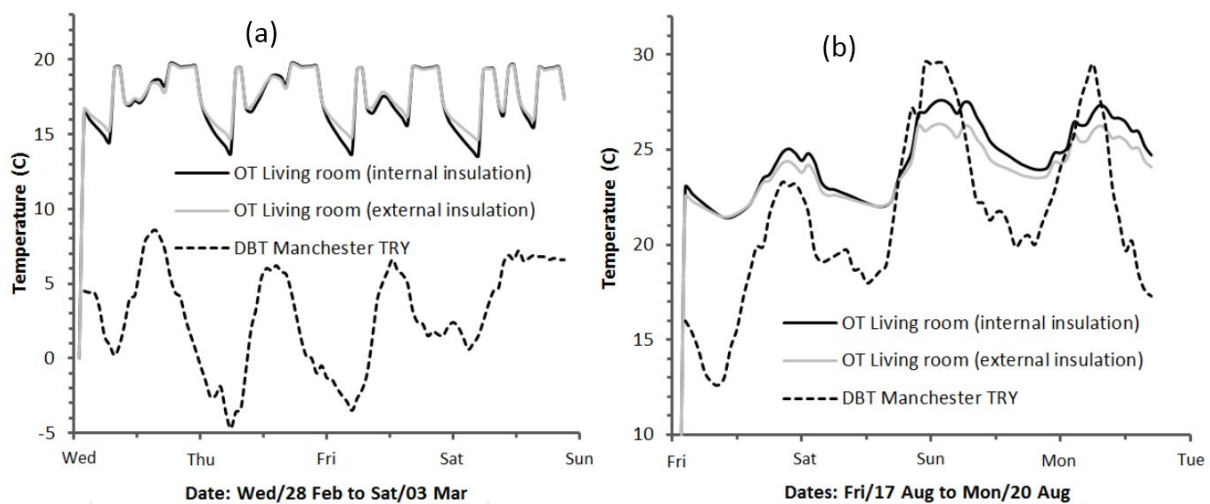 (a)
Temperature (C)
20
15
10
5
0
-5
OT Living room (internal insulation)
OT Living room (external insulation)
DBT Manchester TRY
Wed Thu Fri Sat Sun
Date: Wed/28 Feb to Sat/03 Mar
(b)
Temperature (C)
30
25
20
15
10
OT Living room (internal insulation)
OT Living room (external insulation)
DBT Manchester TRY
Fri Sat Sun Mon Tue
Dates: Fri/17 Aug to Mon/20 Aug